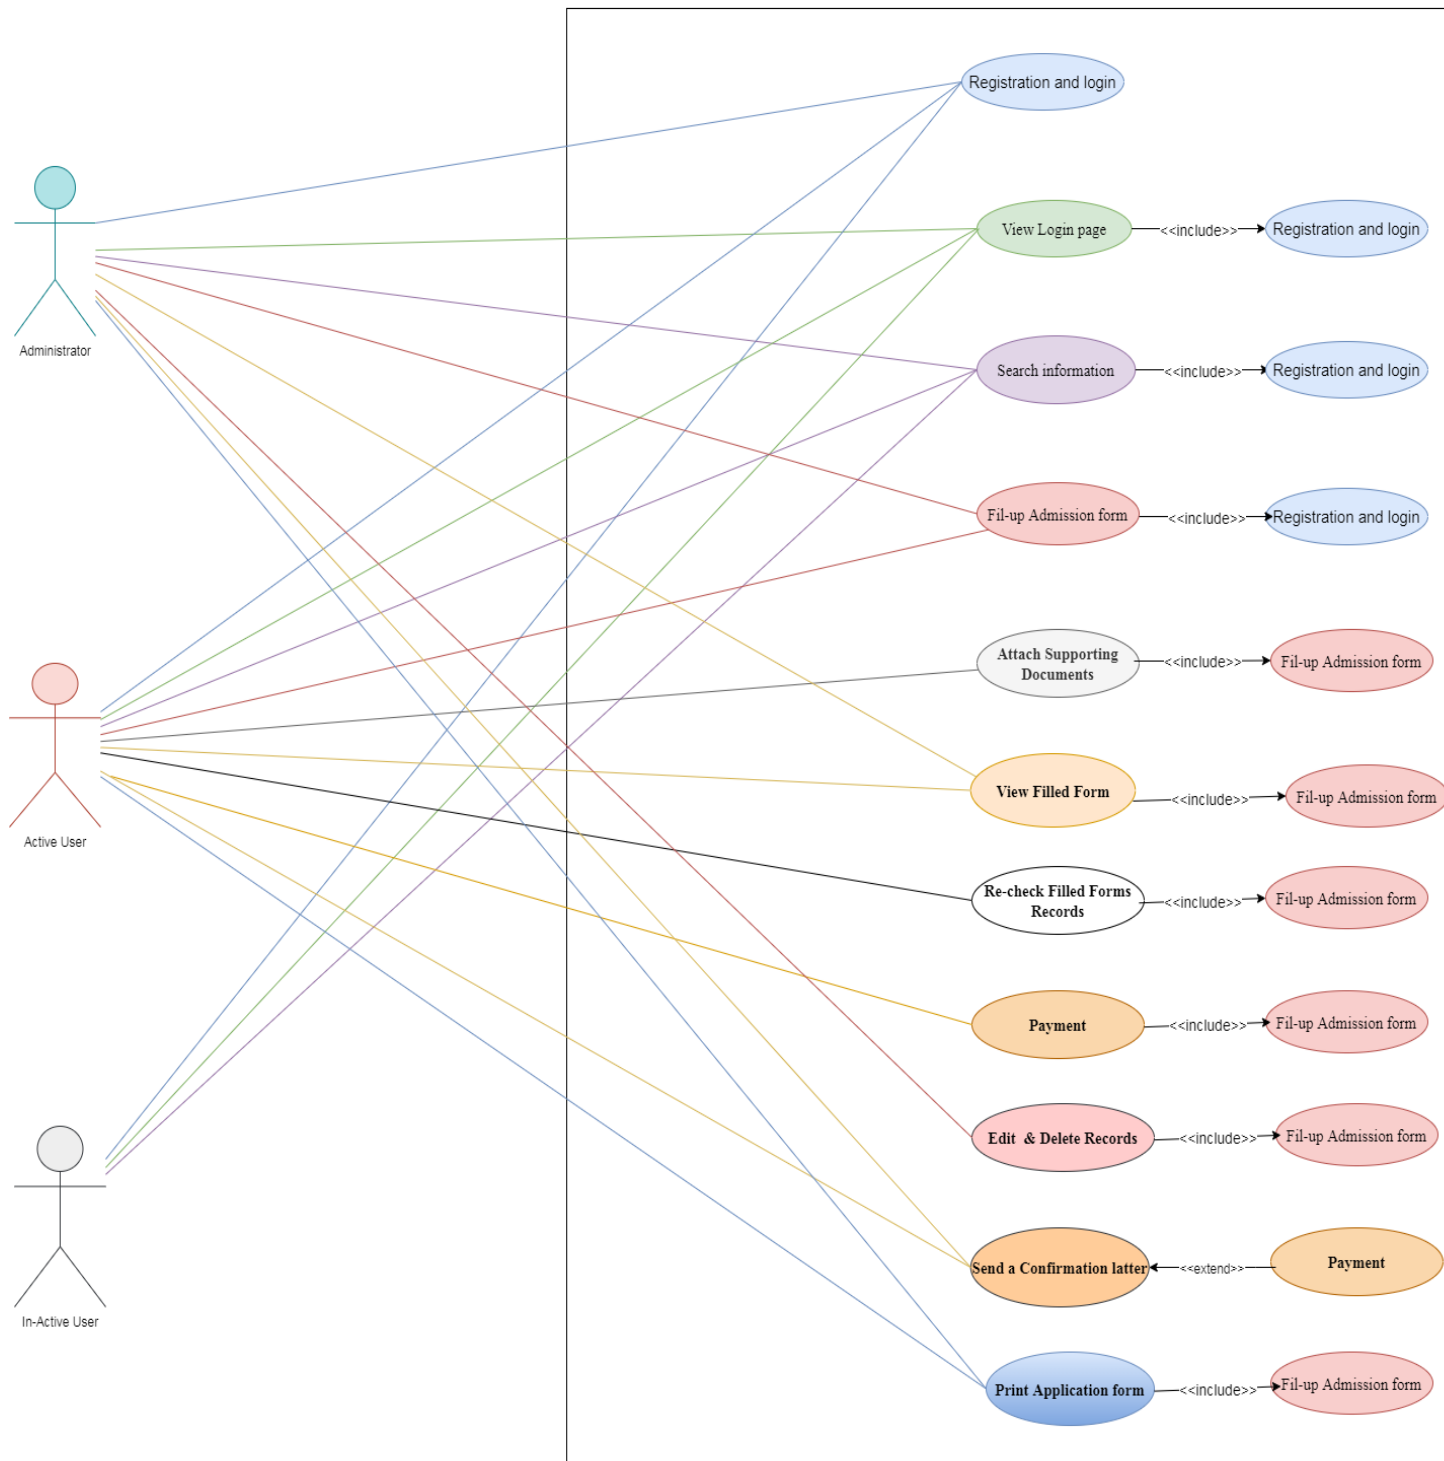 Registration and login
Administrator
View Login page
<<include>>
Registration and login
Search information
<<include>>
Registration and login
Fil-up Admission form
<<include>>
Registration and login
Attach Supporting
Documents
<<include>>
Fil-up Admission form
Active User
View Filled Form
<<include>>
Fil-up Admission form
Re-check Filled Forms
Records
<<include>>
Fil-up Admission form
Payment
<<include>>
Fil-up Admission form
Edit & Delete Records
<<include>>
Fil-up Admission form
Send a Confirmation latter
<<extend>>
Payment
In-Active User
Print Application form
<<include>>
Fil-up Admission form